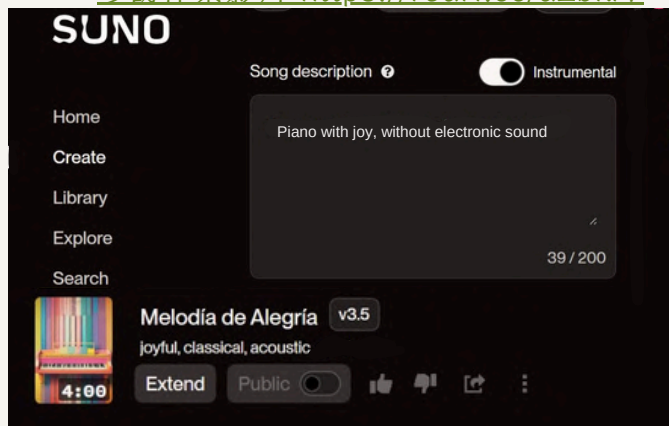 SUNO
Song description ?
Instrumental
Home
Create
Library
Explore
Search
Piano with joy, without electronic sound
39 / 200
Melodía de Alegría v3.5
joyful, classical, acoustic
4:00
Extend
Public